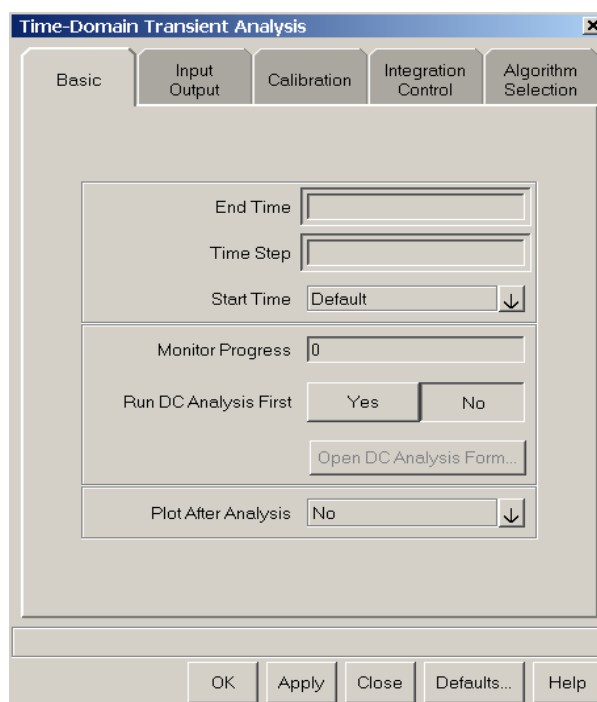 Time-Domain Transient Analysis
Basic
Input
Output
Calibration
Integration
Control
Algorithm
Selection
End Time
Time Step
Start Time Default
Monitor Progress 0
Run DC Analysis First Yes No
Open DC Analysis Form...
Plot After Analysis No
OK Apply Close Defaults... Help